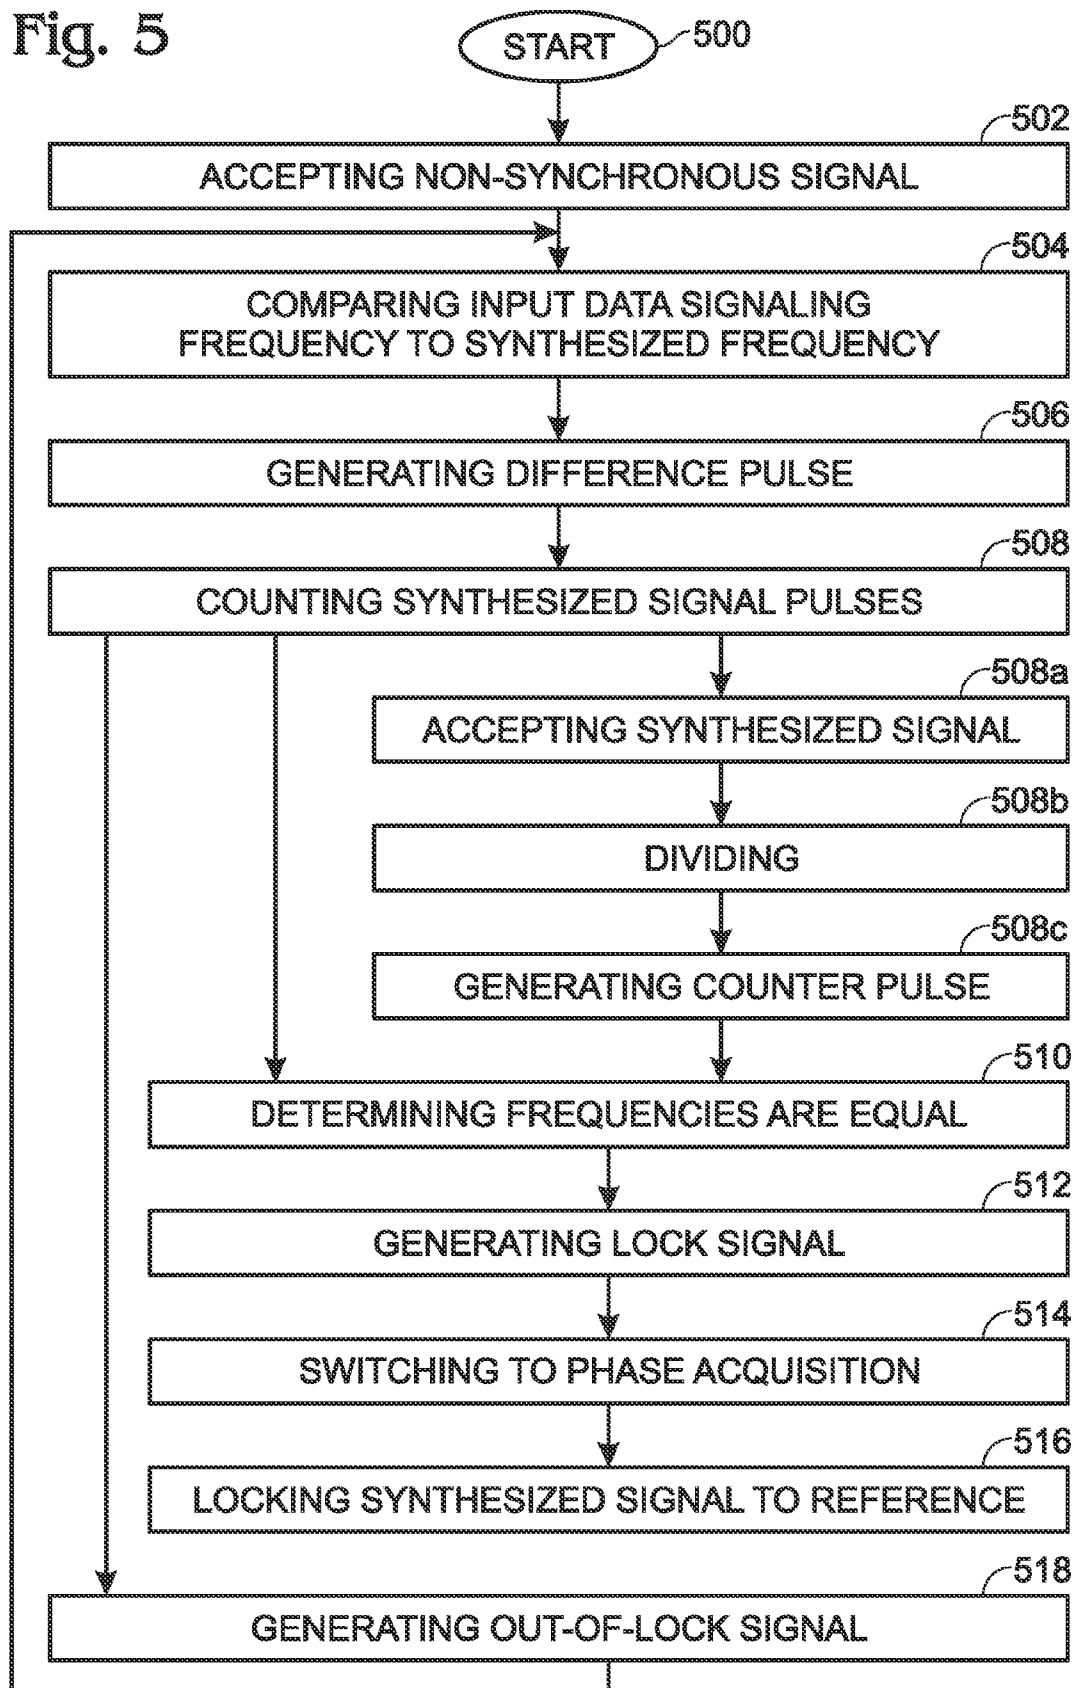 Fig. 5
START
500
502
ACCEPTING NON-SYNCHRONOUS SIGNAL
504
COMPARING INPUT DATA SIGNALING
FREQUENCY TO SYNTHESIZED FREQUENCY
506
GENERATING DIFFERENCE PULSE
508
COUNTING SYNTHESIZED SIGNAL PULSES
508a
ACCEPTING SYNTHESIZED SIGNAL
508b
DIVIDING
508c
GENERATING COUNTER PULSE
510
DETERMINING FREQUENCIES ARE EQUAL
512
GENERATING LOCK SIGNAL
514
SWITCHING TO PHASE ACQUISITION
516
LOCKING SYNTHESIZED SIGNAL TO REFERENCE
518
GENERATING OUT-OF-LOCK SIGNAL